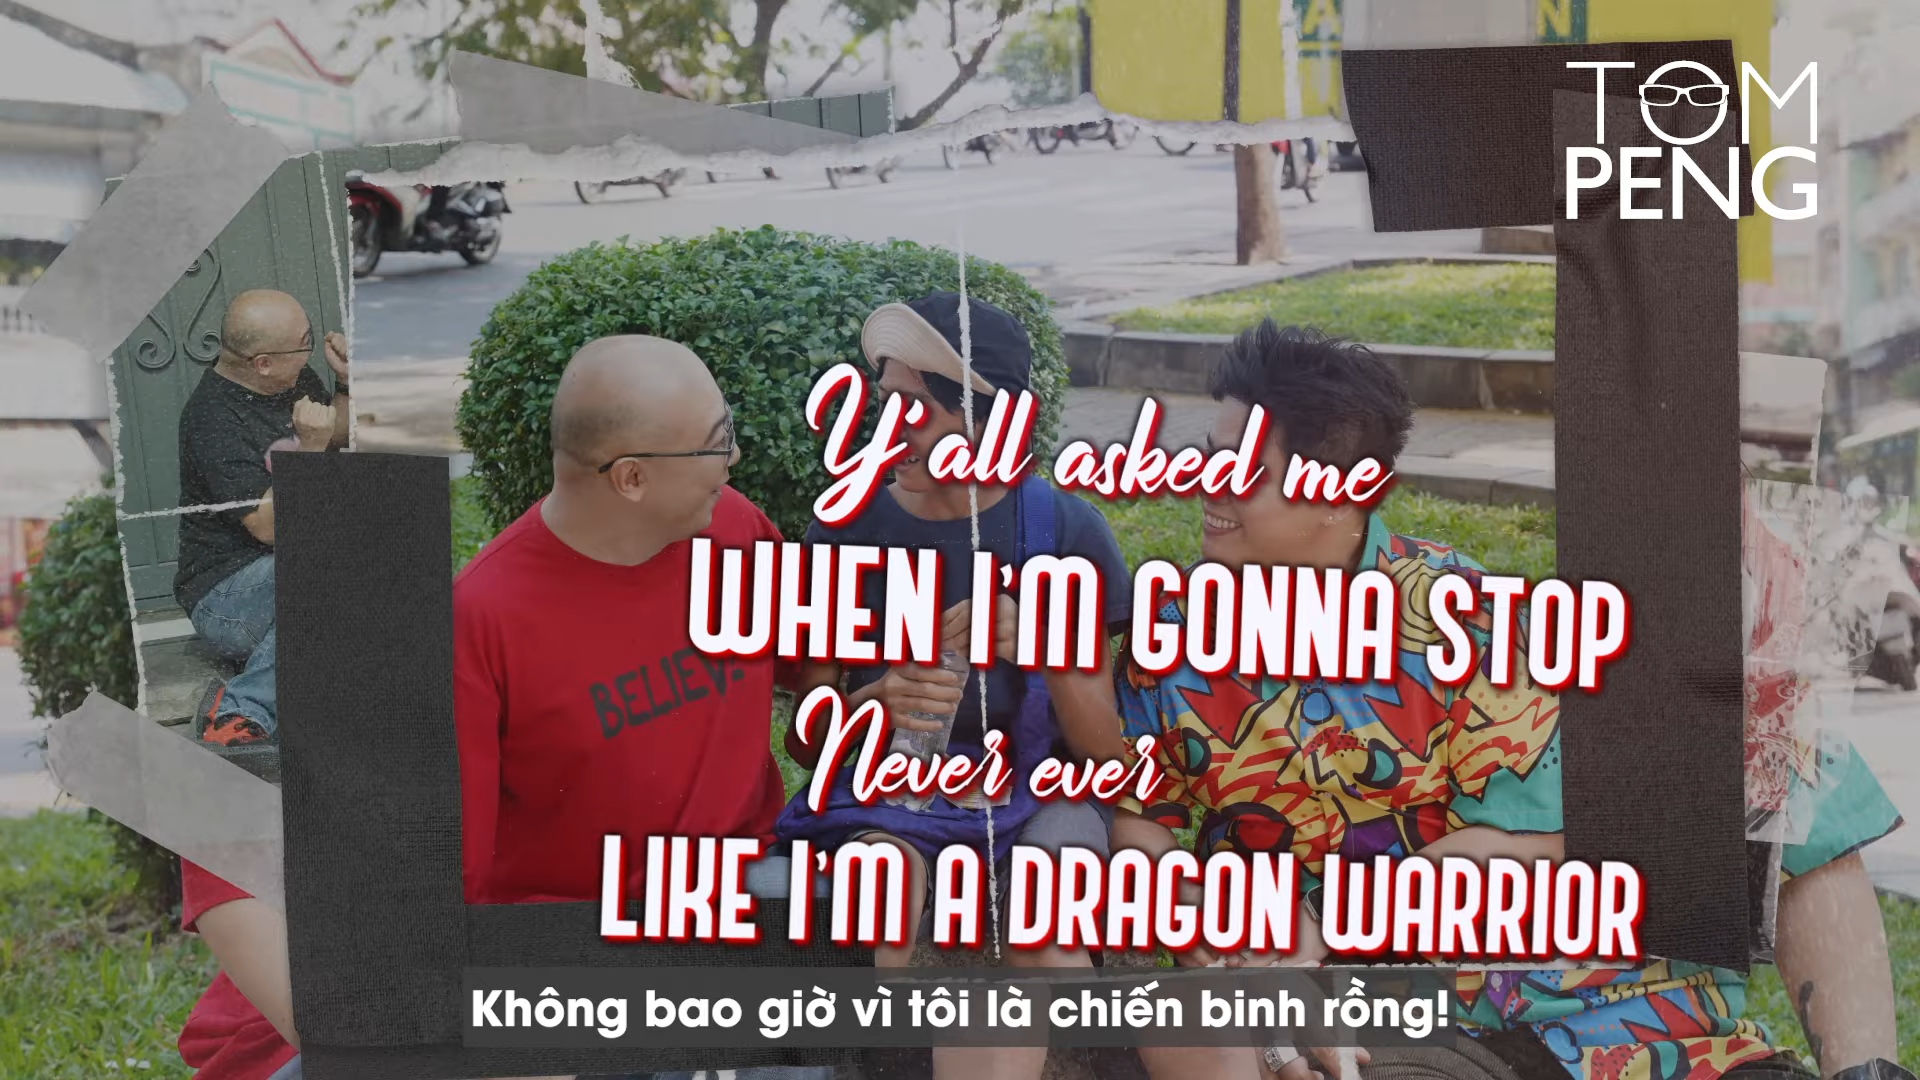 A
N
TOM
PENG
Y'all asked me
WHEN I'M GONNA STOP
BELIEV
Never ever
LIKE I'M A DRAGON WARRIOR
Không bao giờ vì tôi là chiến binh rồng!